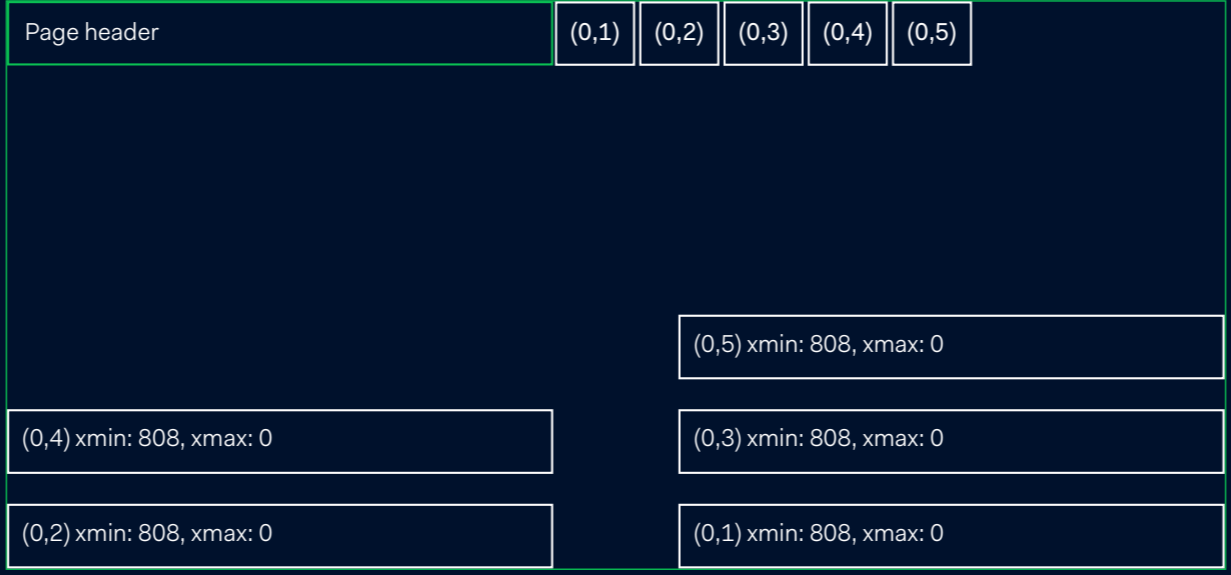 Page header (0,1) (0,2) (0,3) (0,4) (0,5)
(0,5) xmin: 808, xmax: 0
(0,4) xmin: 808, xmax: 0
(0,3) xmin: 808, xmax: 0
(0,2) xmin: 808, xmax: 0
(0,1) xmin: 808, xmax: 0